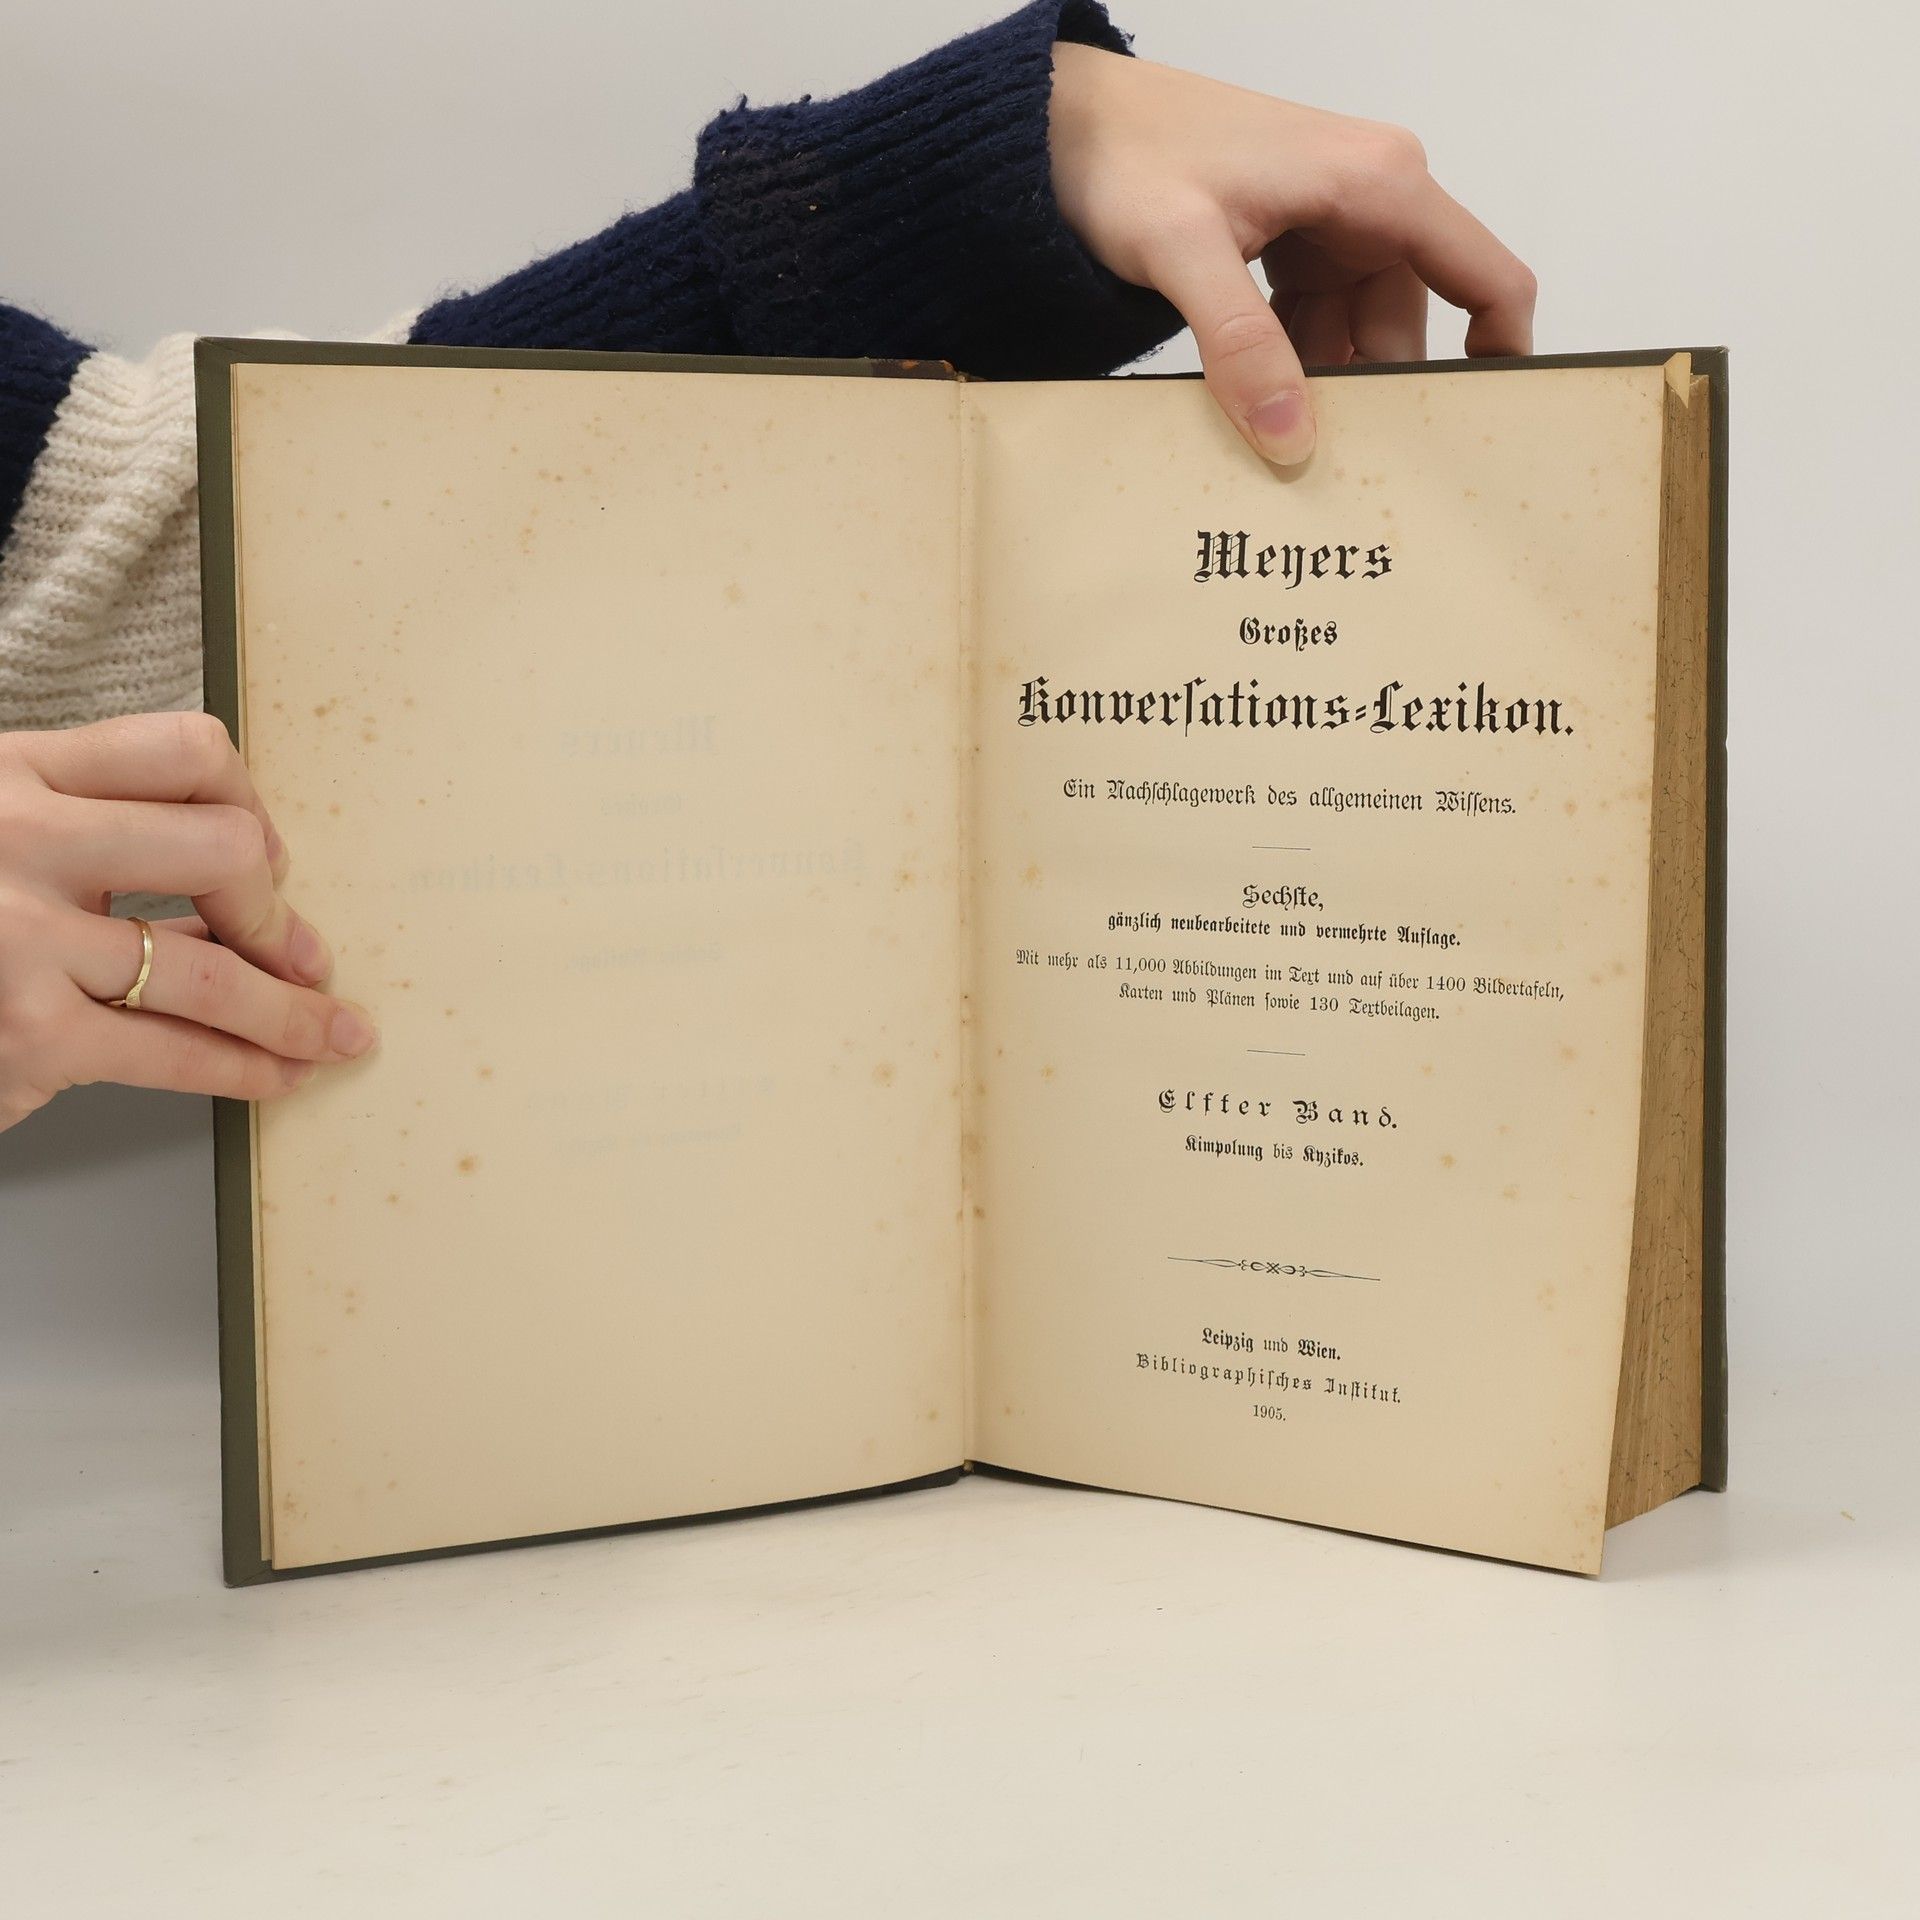 Meyers
Großes
Konverſations-Lexikon.
Ein Nachſchlagewerk des allgemeinen Wiſſens.
Sechſte,
gänzlich neubearbeitete und vermehrte Auflage.
Mit mehr als 11,000 Abbildungen im Text und auf über 1400 Bildertafeln,
Karten und Plänen ſowie 130 Textbeilagen.
Elfter Band.
Kimpolung bis Kyzikos.
Leipzig und Wien.
Bibliographiſches Inſtitut.
1905.